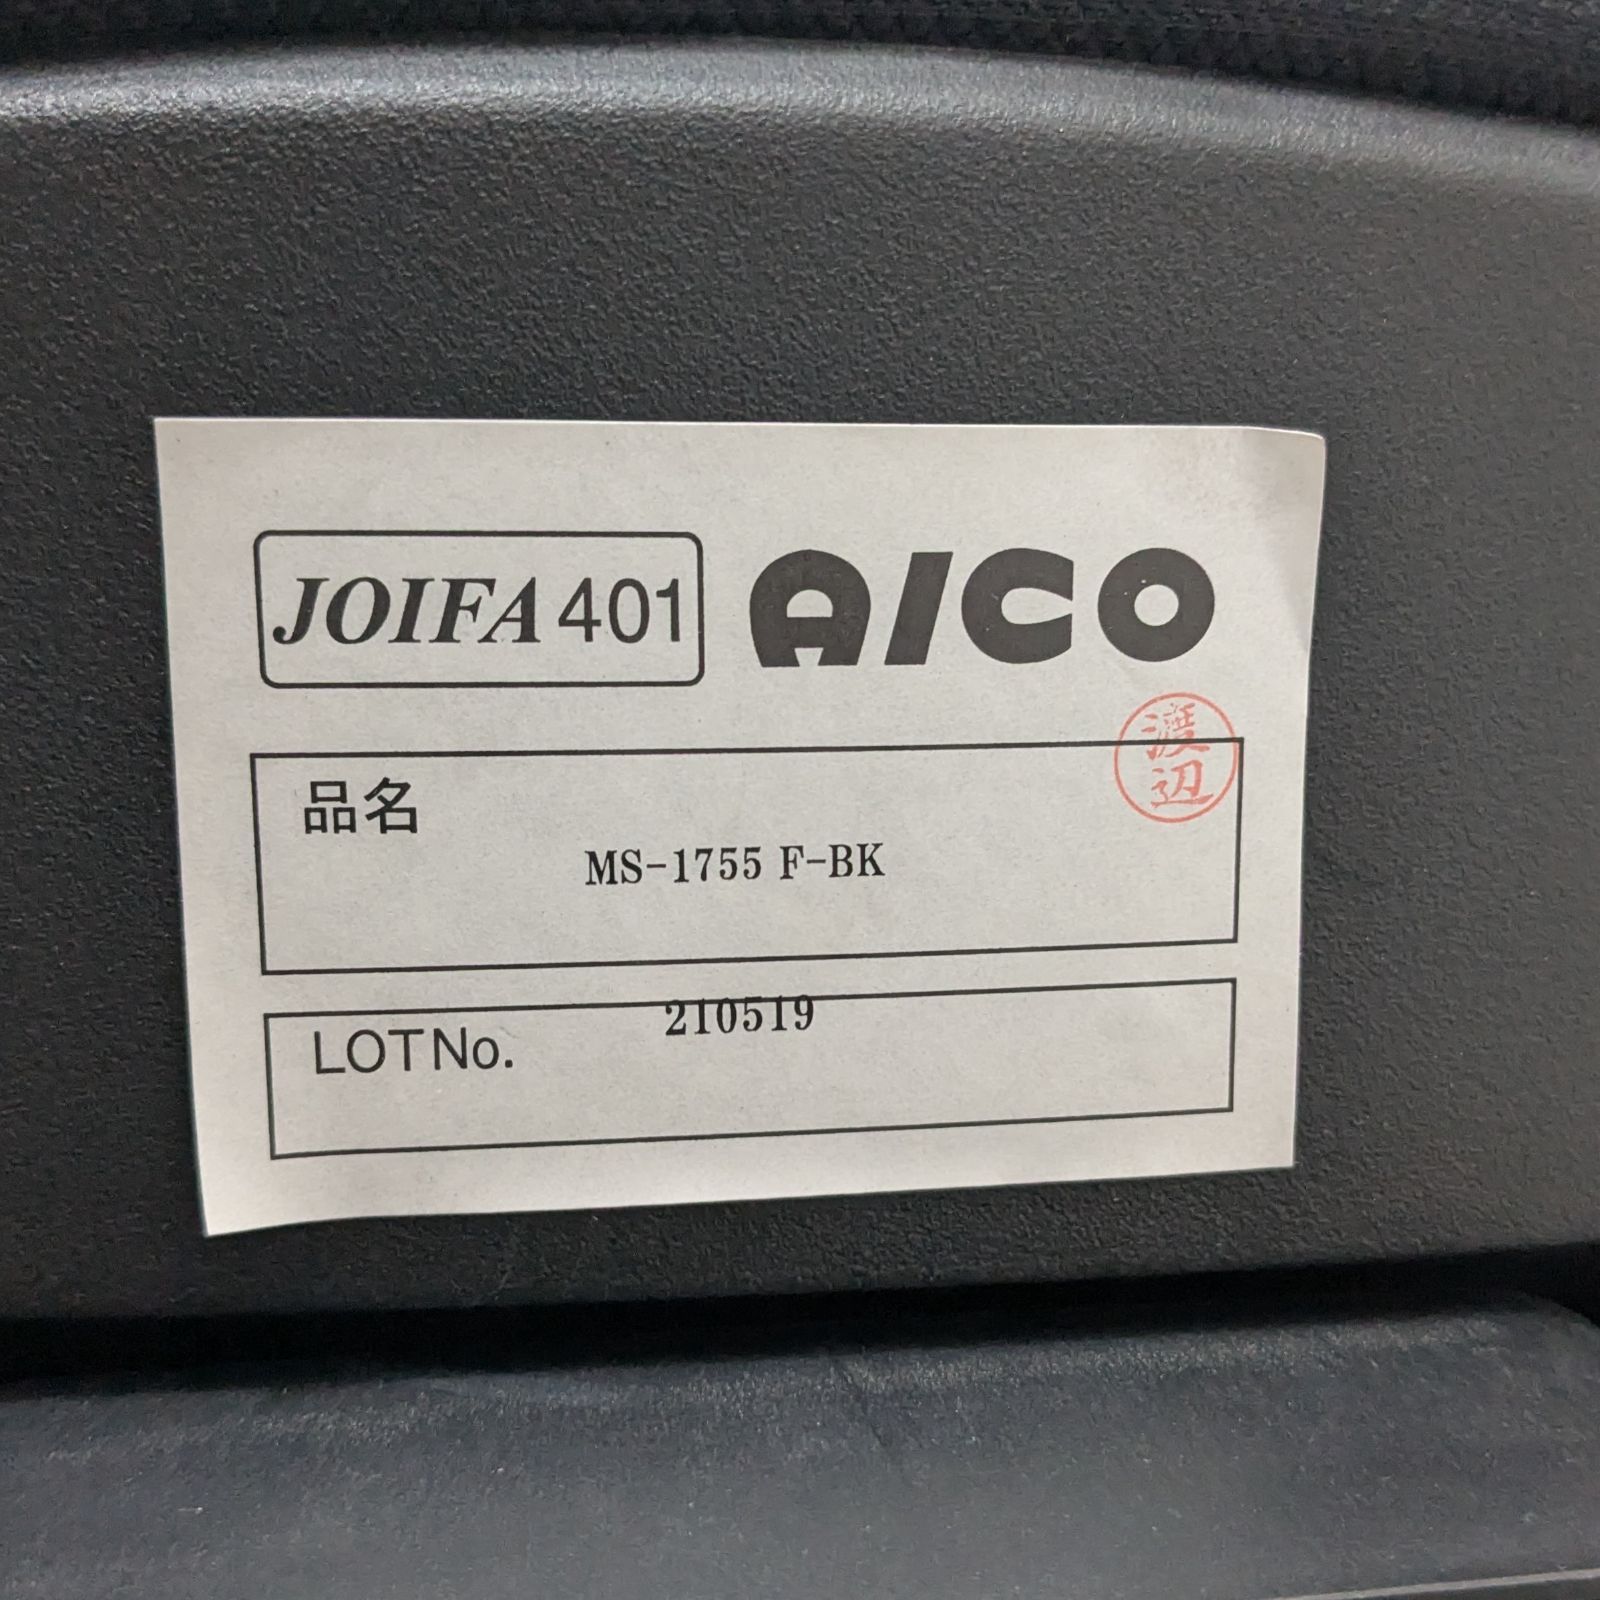 JOIFA 401 AICO
渡辺
品名
MS-1755 F-BK
210519
LOT No.